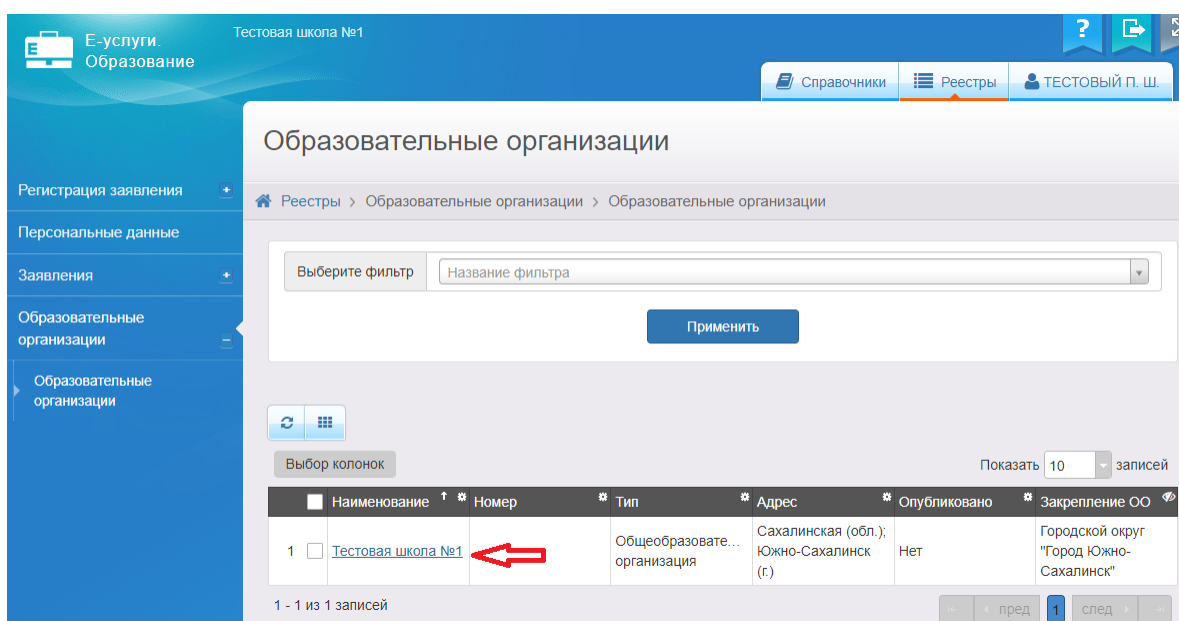 Е-услуги.
Образование
Тестовая школа №1
?
Справочники
Реестры
ТЕСТОВЫЙ П. Ш.
Образовательные организации
Реестры > Образовательные организации > Образовательные организации
Регистрация заявления
Персональные данные
Заявления
Образовательные
организации
Образовательные
организации
Выберите фильтр
Название фильтра
Применить
Выбор колонок
Показать 10 записей
Наименование Номер Тип Адрес Опубликовано Закрепление ОО
1 Тестовая школа №1
Общеобразовате...
организация
Сахалинская (обл.);
Южно-Сахалинск
(г.)
Нет
Городской округ
"Город Южно-
Сахалинск"
1 - 1 из 1 записей
пред 1 след